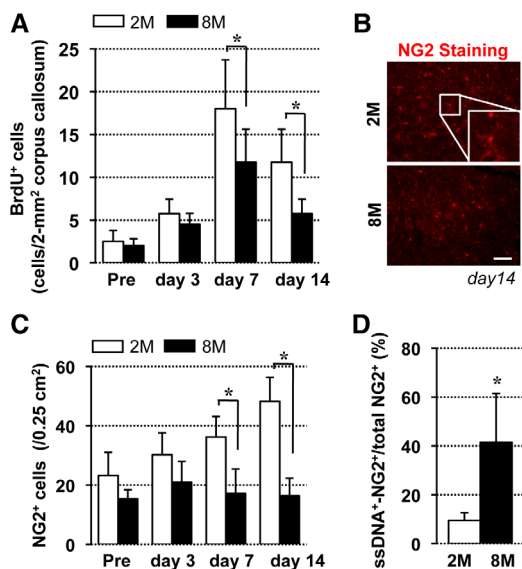 A
2M 8M
BrdU⁺ cells
(cells/2-mm² corpus callosum)
25
20
15
10
5
0
* *
Pre day 3 day 7 day 14
B
NG2 Staining
2M
8M
day14
C
2M 8M
NG2⁺ cells (/0.25 cm²)
60
40
20
0
* *
Pre day 3 day 7 day 14
D
ssDNA⁺-NG2⁺/total NG2⁺ (%)
80
60
40
20
0
*
2M 8M